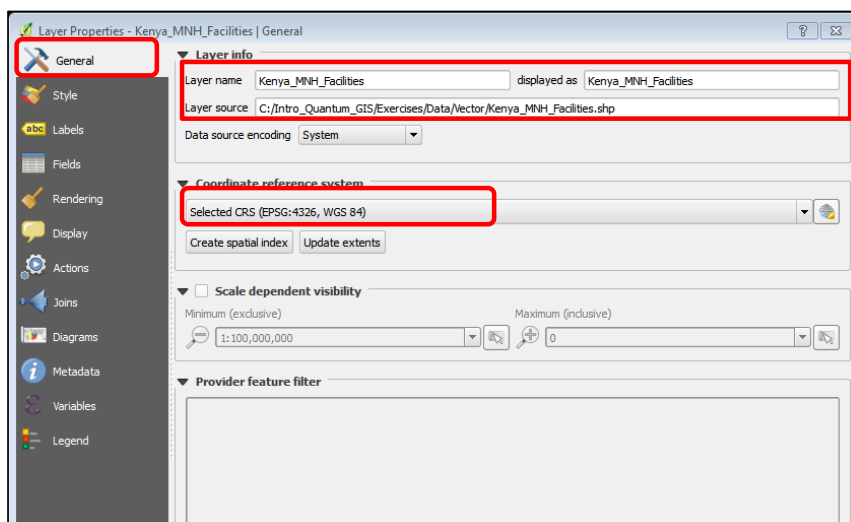 Layer Properties - Kenya_MNH_Facilities | General
General
Style
abc Labels
Fields
Rendering
Display
Actions
Joins
Diagrams
Metadata
Variables
Legend
Layer info
Layer name Kenya_MNH_Facilities displayed as Kenya_MNH_Facilities
Layer source C:/Intro_Quantum_GIS/Exercises/Data/Vector/Kenya_MNH_Facilities.shp
Data source encoding System
Coordinate reference system
Selected CRS (EPSG:4326, WGS 84)
Create spatial index Update extents
Scale dependent visibility
Minimum (exclusive) Maximum (inclusive)
1:100,000,000 0
Provider feature filter